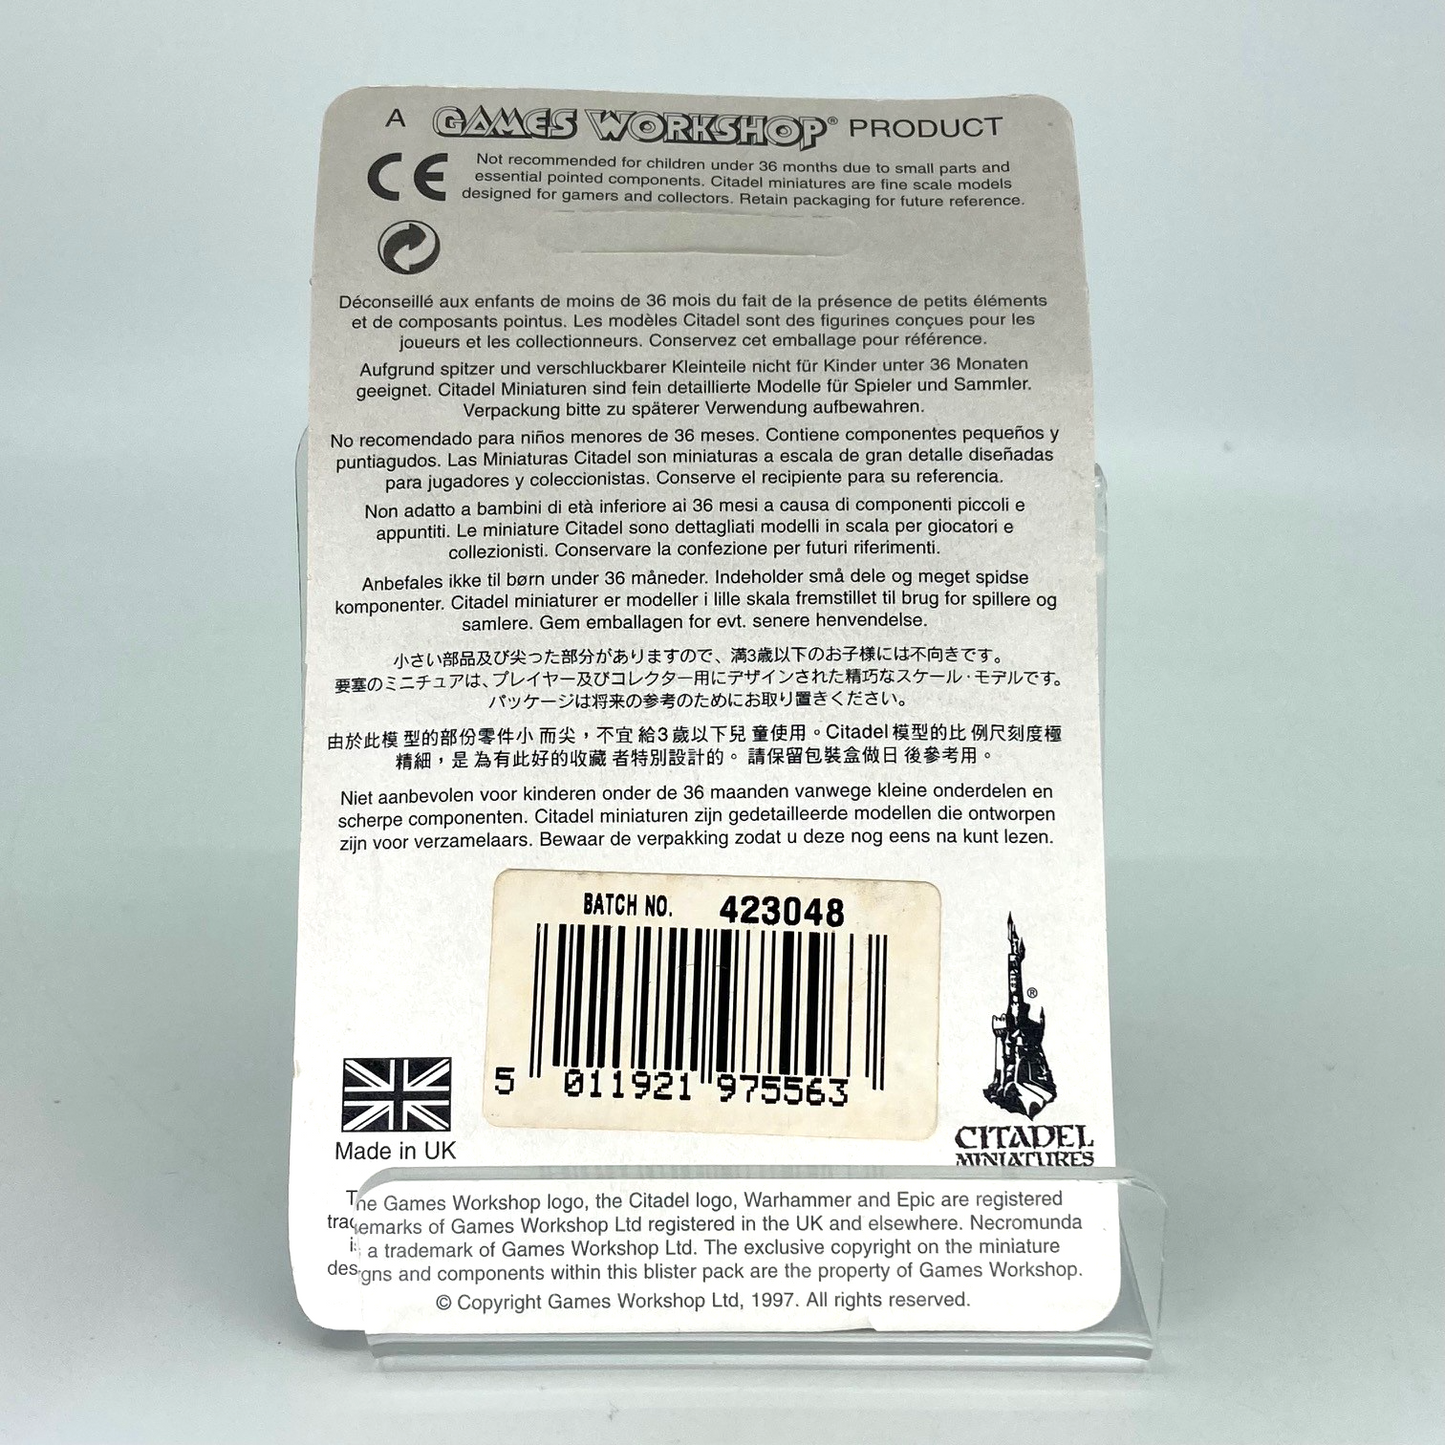 A GAMES WORKSHOP® PRODUCT
CE
Not recommended for children under 36 months due to small parts and
essential pointed components. Citadel miniatures are fine scale models
designed for gamers and collectors. Retain packaging for future reference.
Déconseillé aux enfants de moins de 36 mois du fait de la présence de petits éléments
et de composants pointus. Les modèles Citadel sont des figurines conçues pour les
joueurs et les collectionneurs. Conservez cet emballage pour référence.
Aufgrund spitzer und verschluckbarer Kleinteile nicht für Kinder unter 36 Monaten
geeignet. Citadel Miniaturen sind fein detaillierte Modelle für Spieler und Sammler.
Verpackung bitte zu späterer Verwendung aufbewahren.
No recomendado para niños menores de 36 meses. Contiene componentes pequeños y
puntiagudos. Las Miniaturas Citadel son miniaturas a escala de gran detalle diseñadas
para jugadores y coleccionistas. Conserve el recipiente para su referencia.
Non adatto a bambini di età inferiore ai 36 mesi a causa di componenti piccoli e
appuntiti. Le miniature Citadel sono dettagliati modelli in scala per giocatori e
collezionisti. Conservare la confezione per futuri riferimenti.
Anbefales ikke til børn under 36 måneder. Indeholder små dele og meget spidse
komponenter. Citadel miniaturer er modeller i lille skala fremstillet til brug for spillere og
samlere. Gem emballagen for evt. senere henvendelse.
小さい部品及び尖った部分がありますので、満3歳以下のお子様には不向きです。
要塞のミニチュアは、プレイヤー及びコレクター用にデザインされた精巧なスケール・モデルです。
パッケージは将来の参考のためにお取り置きください。
由於此模 型的部份零件小 而尖，不宜 給3歲以下兒 童使用。Citadel模型的比 例尺刻度極
精細，是 為有此好的收藏 者特別設計的。 請保留包裝盒做日 後參考用。
Niet aanbevolen voor kinderen onder de 36 maanden vanwege kleine onderdelen en
scherpe componenten. Citadel miniaturen zijn gedetailleerde modellen die ontworpen
zijn voor verzamelaars. Bewaar de verpakking zodat u deze nog eens na kunt lezen.
BATCH NO. 423048
5 011921 975563
®
CITADEL
MINIATURES
Made in UK
The Games Workshop logo, the Citadel logo, Warhammer and Epic are registered
trademarks of Games Workshop Ltd registered in the UK and elsewhere. Necromunda
is a trademark of Games Workshop Ltd. The exclusive copyright on the miniature
designs and components within this blister pack are the property of Games Workshop.
© Copyright Games Workshop Ltd, 1997. All rights reserved.